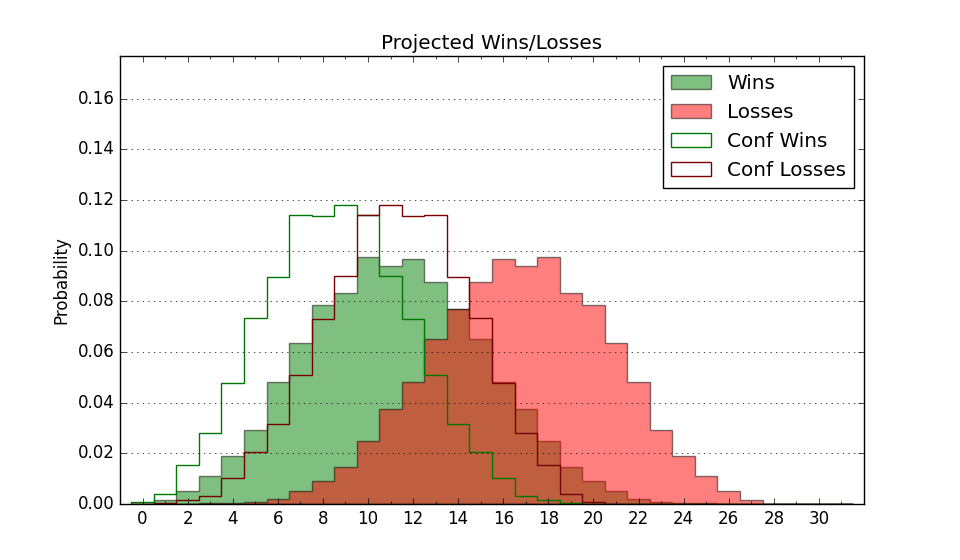 Projected Wins/Losses
Wins
Losses
Conf Wins
Conf Losses
Probability
0.16
0.14
0.12
0.10
0.08
0.06
0.04
0.02
0.00
0 2 4 6 8 10 12 14 16 18 20 22 24 26 28 30